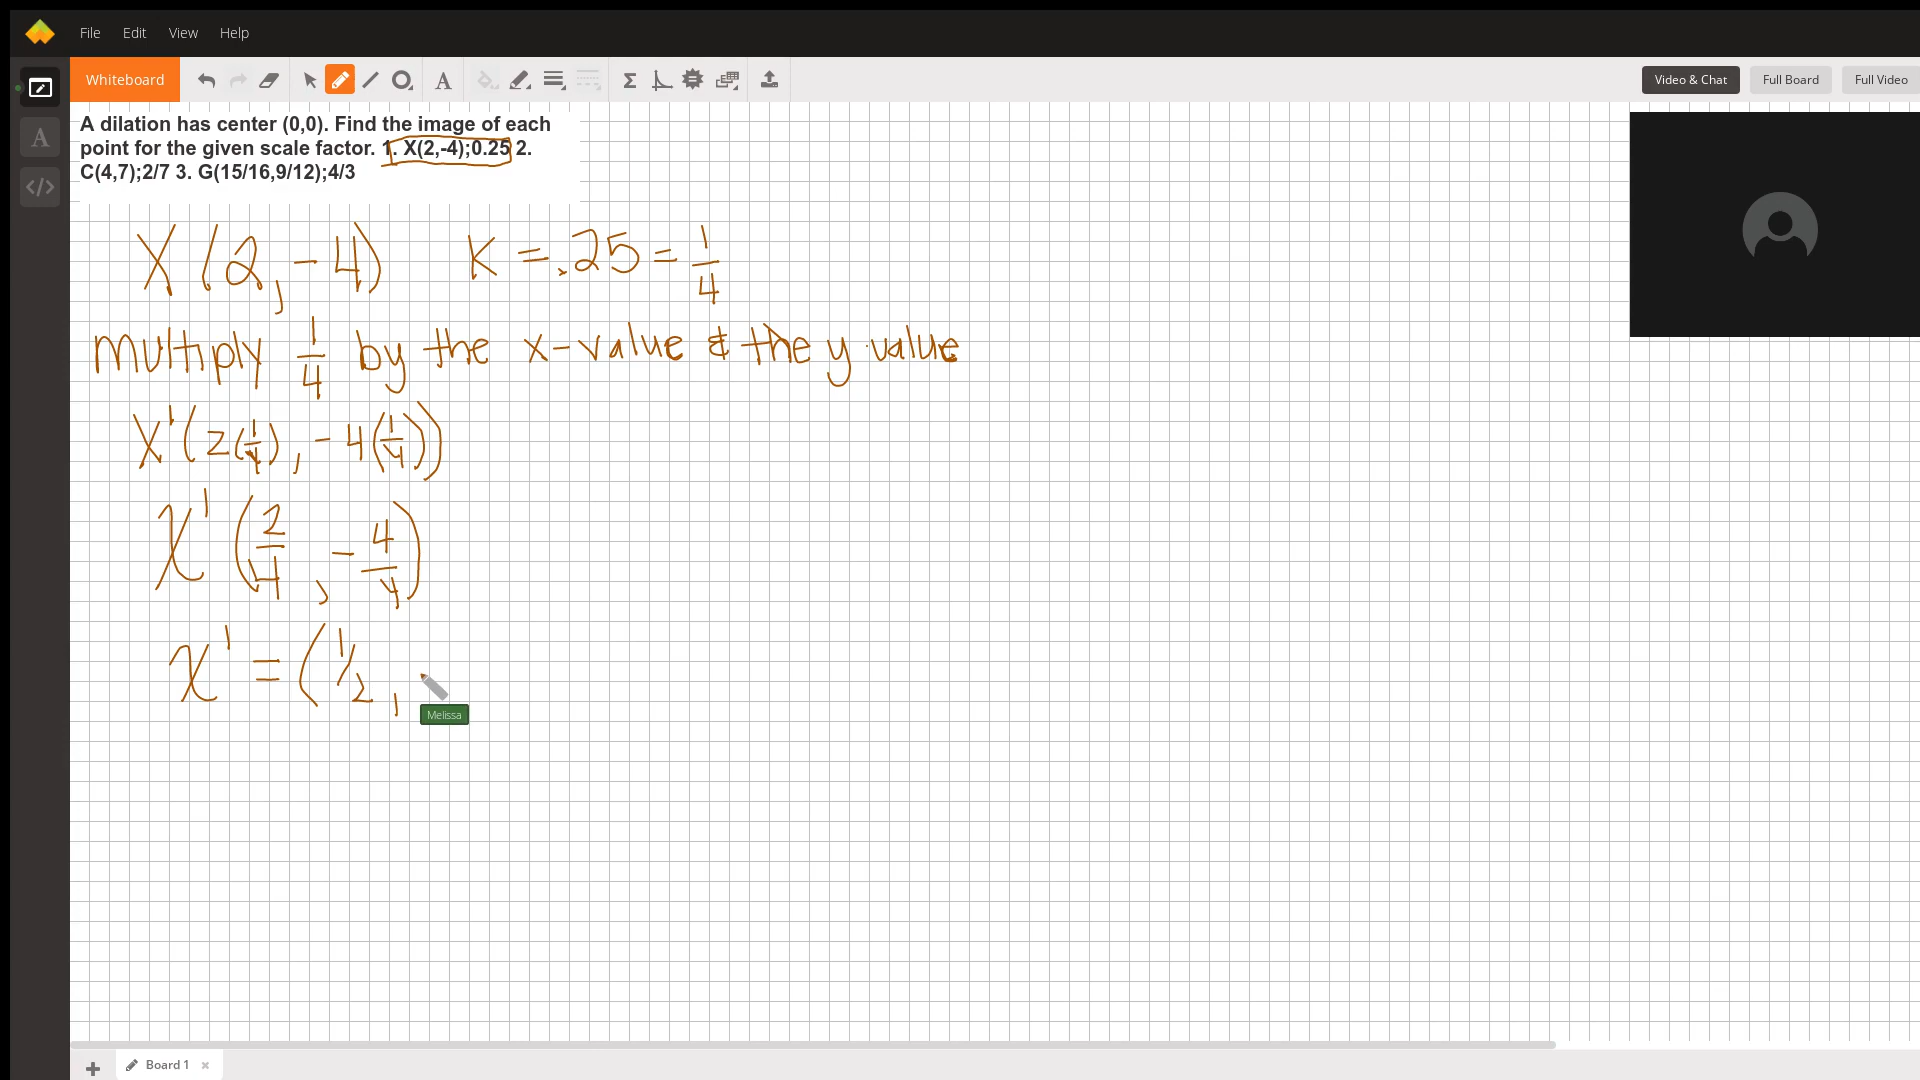 File Edit View Help
Whiteboard A Σ Video & Chat Full Board Full Video
A dilation has center (0,0). Find the image of each
point for the given scale factor. 1. X(2,-4);0.25 2.
C(4,7);2/7 3. G(15/16,9/12);4/3
X (2, -4) K = .25 = 1/4
multiply 1/4 by the x-value & the y value
X' (2(1/4), -4(1/4))
X' (2/4, -4/4)
X' = (1/2,
Melissa
Board 1